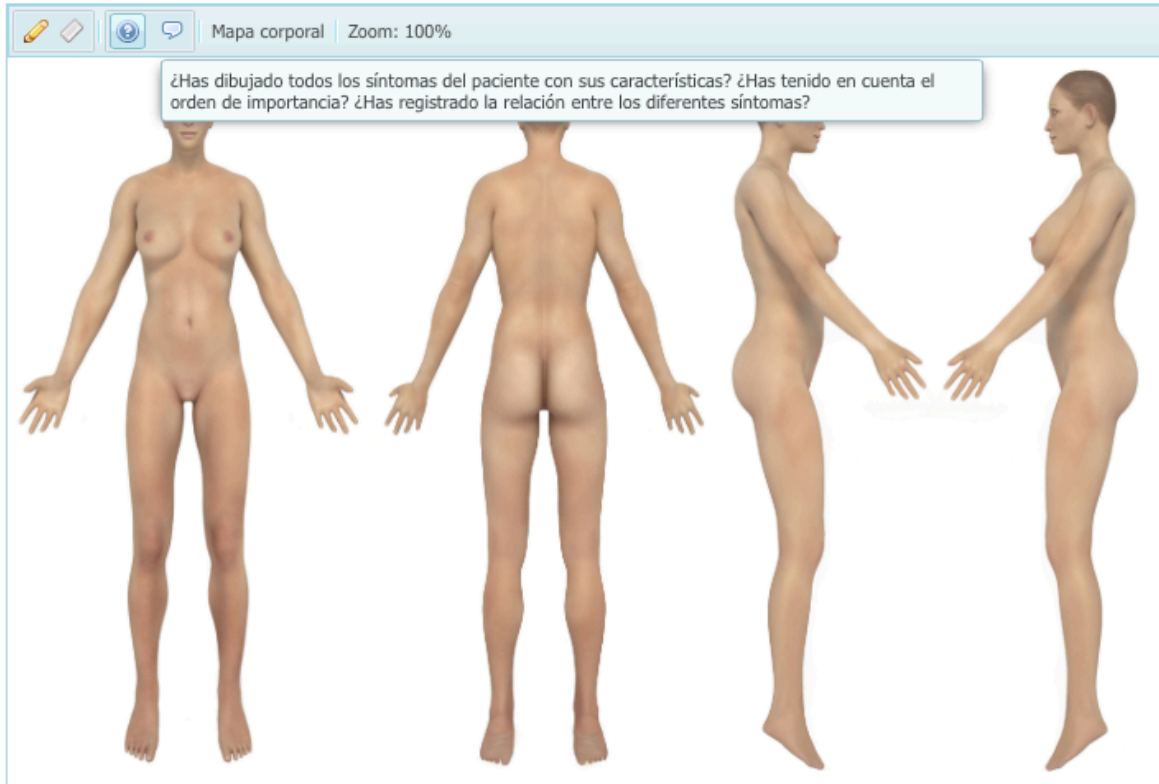 Mapa corporal Zoom: 100%
¿Has dibujado todos los síntomas del paciente con sus características? ¿Has tenido en cuenta el
orden de importancia? ¿Has registrado la relación entre los diferentes síntomas?